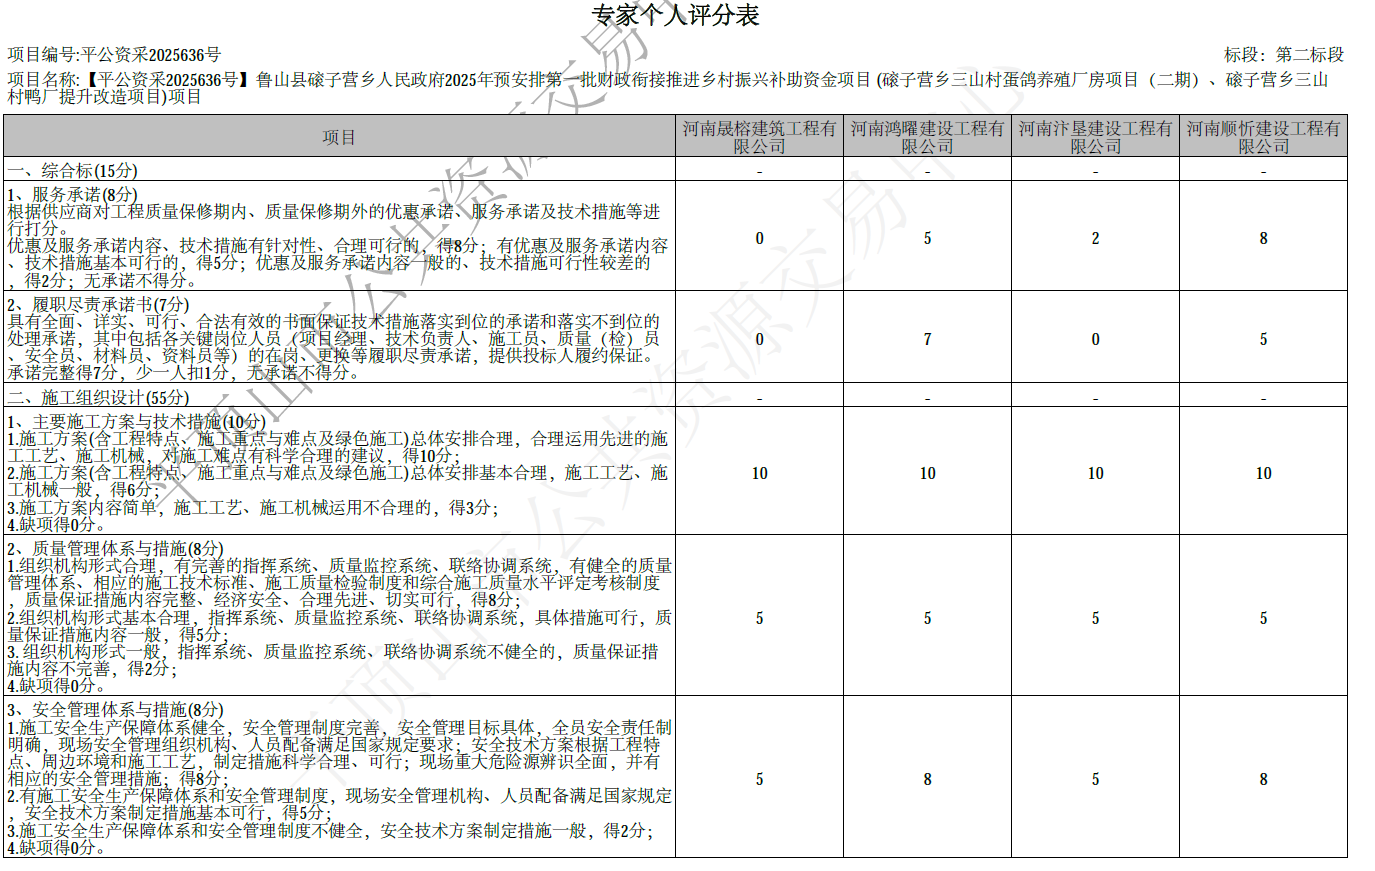 专家个人评分表
项目编号:平公资采2025636号
标段：第二标段
项目名称:【平公资采2025636号】鲁山县磙子营乡人民政府2025年预安排第一批财政衔接推进乡村振兴补助资金项目 (磙子营乡三山村蛋鸽养殖厂房项目（二期）、磙子营乡三山
村鸭厂提升改造项目)项目
项目
河南晟榕建筑工程有
限公司
河南鸿曜建设工程有
限公司
河南汴垦建设工程有
限公司
河南顺忻建设工程有
限公司
一、综合标(15分)
- - - -
1、服务承诺(8分)
根据供应商对工程质量保修期内、质量保修期外的优惠承诺、服务承诺及技术措施等进
行打分。
优惠及服务承诺内容、技术措施有针对性、合理可行的，得8分；有优惠及服务承诺内容
、技术措施基本可行的，得5分；优惠及服务承诺内容一般的、技术措施可行性较差的
，得2分；无承诺不得分。
0 5 2 8
2、履职尽责承诺书(7分)
具有全面、详实、可行、合法有效的书面保证技术措施落实到位的承诺和落实不到位的
处理承诺，其中包括各关键岗位人员（项目经理、技术负责人、施工员、质量（检）员
、安全员、材料员、资料员等）的在岗、更换等履职尽责承诺，提供投标人履约保证。
承诺完整得7分，少一人扣1分，无承诺不得分。
0 7 0 5
二、施工组织设计(55分)
- - - -
1、主要施工方案与技术措施(10分)
1.施工方案(含工程特点、施工重点与难点及绿色施工)总体安排合理，合理运用先进的施
工工艺、施工机械，对施工难点有科学合理的建议，得10分；
2.施工方案(含工程特点、施工重点与难点及绿色施工)总体安排基本合理，施工工艺、施
工机械一般，得6分；
3.施工方案内容简单，施工工艺、施工机械运用不合理的，得3分；
4.缺项得0分。
10 10 10 10
2、质量管理体系与措施(8分)
1.组织机构形式合理，有完善的指挥系统、质量监控系统、联络协调系统，有健全的质量
管理体系、相应的施工技术标准、施工质量检验制度和综合施工质量水平评定考核制度
，质量保证措施内容完整、经济安全、合理先进、切实可行，得8分；
2.组织机构形式基本合理，指挥系统、质量监控系统、联络协调系统，具体措施可行，质
量保证措施内容一般，得5分；
3. 组织机构形式一般，指挥系统、质量监控系统、联络协调系统不健全的，质量保证措
施内容不完善，得2分；
4.缺项得0分。
5 5 5 5
3、安全管理体系与措施(8分)
1.施工安全生产保障体系健全，安全管理制度完善，安全管理目标具体，全员安全责任制
明确，现场安全管理组织机构、人员配备满足国家规定要求；安全技术方案根据工程特
点、周边环境和施工工艺，制定措施科学合理、可行；现场重大危险源辨识全面，并有
相应的安全管理措施；得8分；
2.有施工安全生产保障体系和安全管理制度，现场安全管理机构、人员配备满足国家规定
，安全技术方案制定措施基本可行，得5分；
3.施工安全生产保障体系和安全管理制度不健全，安全技术方案制定措施一般，得2分；
4.缺项得0分。
5 8 5 8
平顶山市公共资源交易中心
平顶山市公共资源交易中心